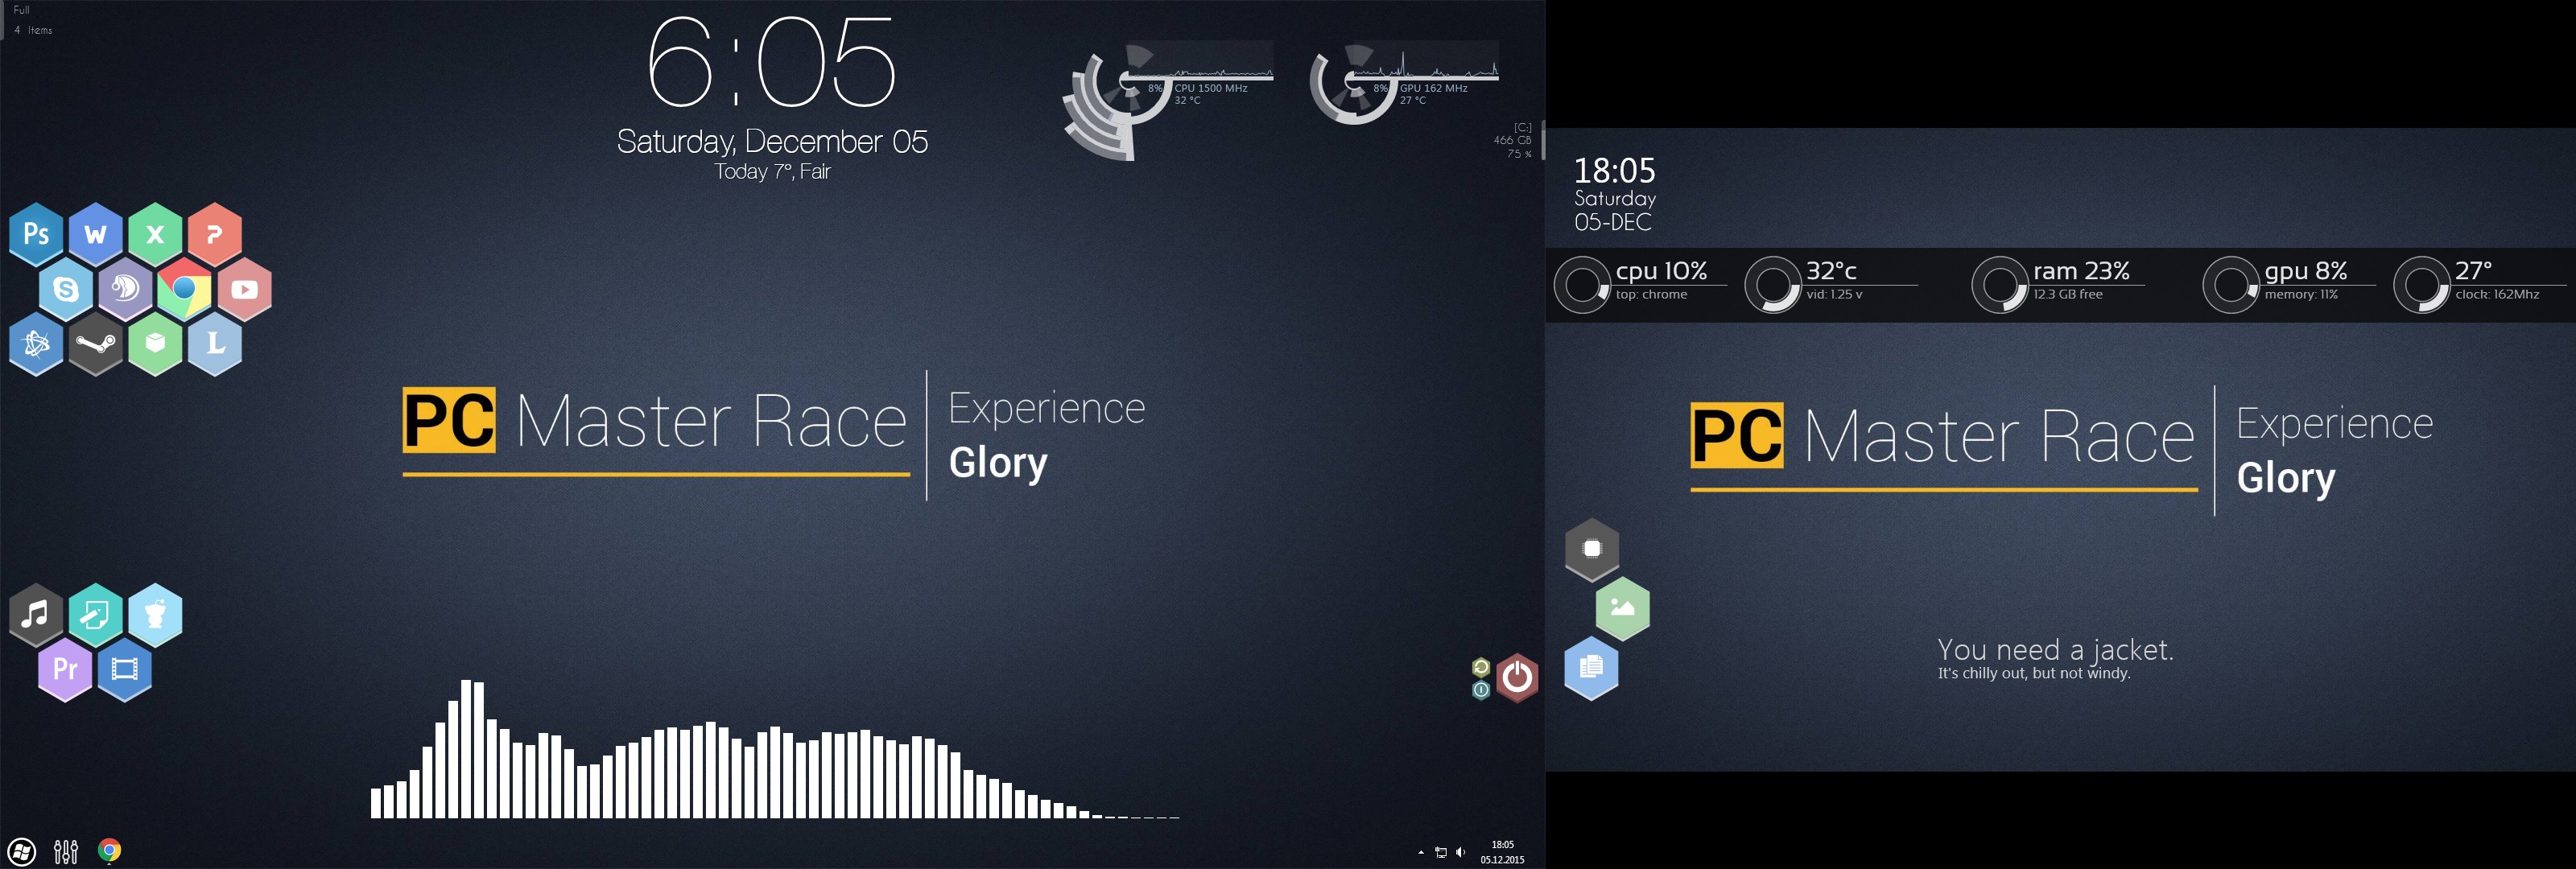 Full
4 Items
6:05
Saturday, December 05
Today 7°, Fair
8% CPU 1500 MHz
32 °C
8% GPU 162 MHz
27 °C
[C:]
466 GB
75 %
Ps W X P
L
PC Master Race
Experience
Glory
Pr
18:05
05.12.2015
18:05
Saturday
05-DEC
cpu 10%
top: chrome
32°c
vid: 1.25 v
ram 23%
12.3 GB free
gpu 8%
memory: 11%
27°
clock: 162Mhz
PC Master Race
Experience
Glory
You need a jacket.
It's chilly out, but not windy.